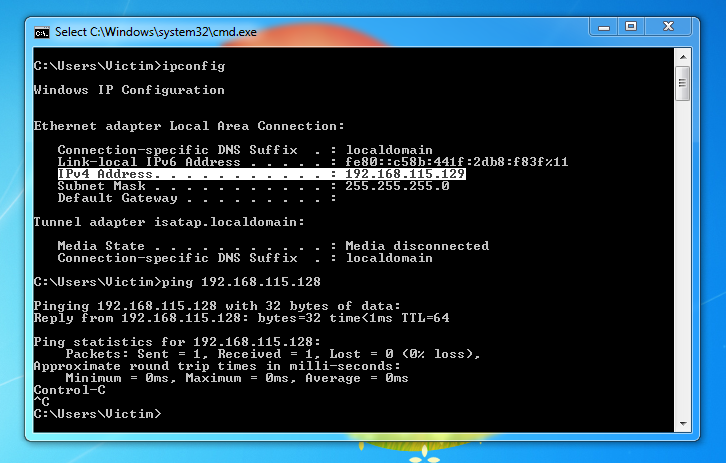 Select C:\Windows\system32\cmd.exe
C:\Users\Victim>ipconfig
Windows IP Configuration
Ethernet adapter Local Area Connection:
Connection-specific DNS Suffix  . : localdomain
Link-local IPv6 Address . . . . . : fe80::c58b:441f:2db8:f83f%11
IPv4 Address. . . . . . . . . . . : 192.168.115.129
Subnet Mask . . . . . . . . . . . : 255.255.255.0
Default Gateway . . . . . . . . . :
Tunnel adapter isatap.localdomain:
Media State . . . . . . . . . . . : Media disconnected
Connection-specific DNS Suffix  . : localdomain
C:\Users\Victim>ping 192.168.115.128
Pinging 192.168.115.128 with 32 bytes of data:
Reply from 192.168.115.128: bytes=32 time<1ms TTL=64
Ping statistics for 192.168.115.128:
Packets: Sent = 1, Received = 1, Lost = 0 (0% loss),
Approximate round trip times in milli-seconds:
Minimum = 0ms, Maximum = 0ms, Average = 0ms
Control-C
^C
C:\Users\Victim>